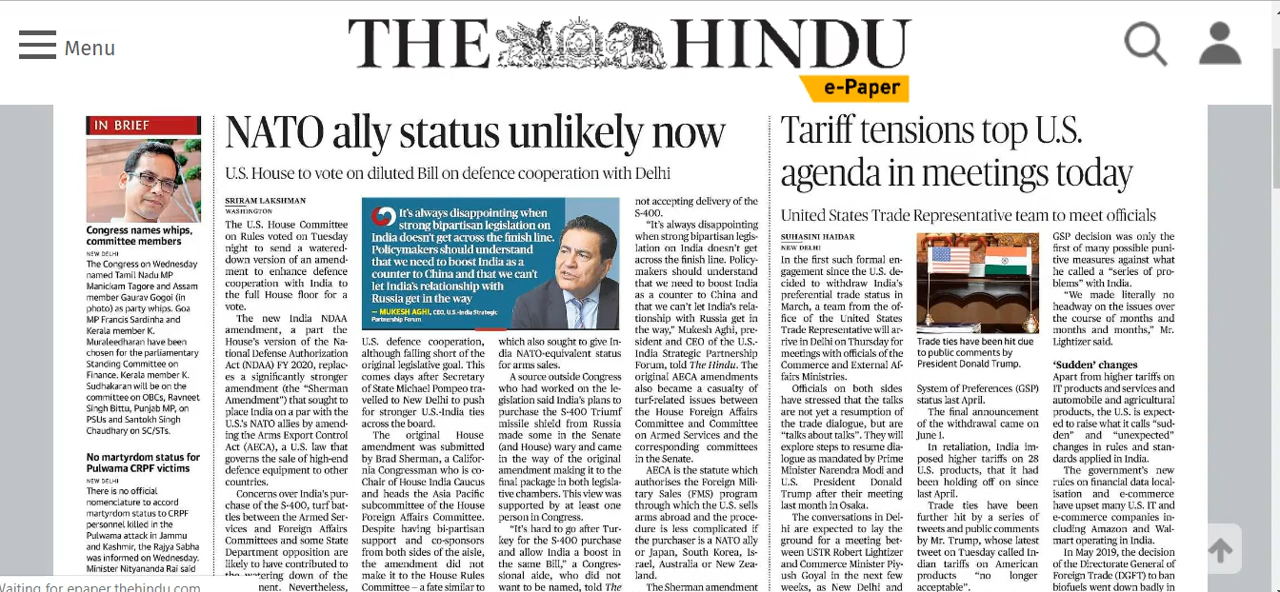 Menu
THE HINDU
e-Paper
IN BRIEF
Congress names whips,
committee members
NEW DELHI
The Congress on Wednesday
named Tamil Nadu MP
Manickam Tagore and Assam
member Gaurav Gogoi (in
photo) as party whips. Goa
MP Francis Sardinha and
Kerala member K.
Muraleedharan have been
chosen for the parliamentary
Standing Committee on
Finance. Kerala member K.
Sudhakaran will be on the
committee on OBCs, Ravneet
Singh Bittu, Punjab MP, on
PSUs and Santokh Singh
Chaudhary on SC/STs.
No martyrdom status for
Pulwama CRPF victims
NEW DELHI
There is no official
nomenclature to accord
martyrdom status to CRPF
personnel killed in the
Pulwama attack in Jammu
and Kashmir, the Rajya Sabha
was informed on Wednesday.
Minister Nityananda Rai said
NATO ally status unlikely now
U.S. House to vote on diluted Bill on defence cooperation with Delhi
SRIRAM LAKSHMAN
WASHINGTON
The U.S. House Committee
on Rules voted on Tuesday
night to send a watered-
down version of an amend-
ment to enhance defence
cooperation with India to
the full House floor for a
vote.
The new India NDAA
amendment, a part the
House's version of the Na-
tional Defense Authorization
Act (NDAA) FY 2020, replac-
es a significantly stronger
amendment (the "Sherman
Amendment") that sought to
place India on a par with the
U.S.'s NATO allies by amend-
ing the Arms Export Control
Act (AECA), a U.S. law that
governs the sale of high-end
defence equipment to other
countries.
Concerns over India's pur-
chase of the S-400, turf bat-
tles between the Armed Ser-
vices and Foreign Affairs
Committees and some State
Department opposition are
likely to have contributed to
the watering down of the
Nevertheless,
It's always disappointing when
strong bipartisan legislation on
India doesn't get across the finish line.
Policymakers should understand
that we need to boost India as a
counter to China and that we can't
let India's relationship with
Russia get in the way
— MUKESH AGHI, CEO, U.S.-India Strategic
Partnership Forum
U.S. defence cooperation,
although falling short of the
original legislative goal. This
comes days after Secretary
of State Michael Pompeo tra-
velled to New Delhi to push
for stronger U.S.-India ties
across the board.
The original House
amendment was submitted
by Brad Sherman, a Califor-
nia Congressman who is co-
Chair of House India Caucus
and heads the Asia Pacific
subcommittee of the House
Foreign Affairs Committee.
Despite having bi-partisan
support and co-sponsors
from both sides of the aisle,
the amendment did not
make it to the House Rules
Committee – a fate similar to
which also sought to give In-
dia NATO-equivalent status
for arms sales.
A source outside Congress
who had worked on the le-
gislation said India's plans to
purchase the S-400 Triumf
missile shield from Russia
made some in the Senate
(and House) wary and came
in the way of the original
amendment making it to the
final package in both legisla-
tive chambers. This view was
supported by at least one
person in Congress.
"It's hard to go after Tur-
key for the S-400 purchase
and allow India a boost in
the same Bill," a Congres-
sional aide, who did not
want to be named, told The
not accepting delivery of the
S-400.
"It's always disappointing
when strong bipartisan legis-
lation on India doesn't get
across the finish line. Policy-
makers should understand
that we need to boost India
as a counter to China and
that we can't let India's rela-
tionship with Russia get in
the way," Mukesh Aghi, pre-
sident and CEO of the U.S.-
India Strategic Partnership
Forum, told The Hindu. The
original AECA amendments
also became a casualty of
turf-related issues between
the House Foreign Affairs
Committee and Committee
on Armed Services and the
corresponding committees
in the Senate.
AECA is the statute which
authorises the Foreign Mili-
tary Sales (FMS) program
through which the U.S. sells
arms abroad and the proce-
dure is less complicated if
the purchaser is a NATO ally
or Japan, South Korea, Is-
rael, Australia or New Zea-
land.
The Sherman amendment
Tariff tensions top U.S.
agenda in meetings today
United States Trade Representative team to meet officials
SUHASINI HAIDAR
NEW DELHI
In the first such formal en-
gagement since the U.S. de-
cided to withdraw India's
preferential trade status in
March, a team from the of-
fice of the United States
Trade Representative will ar-
rive in Delhi on Thursday for
meetings with officials of the
Commerce and External Af-
fairs Ministries.
Officials on both sides
have stressed that the talks
are not yet a resumption of
the trade dialogue, but are
"talks about talks". They will
explore steps to resume dia-
logue as mandated by Prime
Minister Narendra Modi and
U.S. President Donald
Trump after their meeting
last month in Osaka.
The conversations in Del-
hi are expected to lay the
ground for a meeting bet-
ween USTR Robert Lightizer
and Commerce Minister Piy-
ush Goyal in the next few
weeks, as New Delhi and
Trade ties have been hit due
to public comments by
President Donald Trump.
System of Preferences (GSP)
status last April.
The final announcement
of the withdrawal came on
June 1.
In retaliation, India im-
posed higher tariffs on 28
U.S. products, that it had
been holding off on since
last April.
Trade ties have been
further hit by a series of
tweets and public comments
by Mr. Trump, whose latest
tweet on Tuesday called In-
dian tariffs on American
products "no longer
acceptable".
GSP decision was only the
first of many possible puni-
tive measures against what
he called a "series of pro-
blems" with India.
"We made literally no
headway on the issues over
the course of months and
months and months," Mr.
Lightizer said.
'Sudden' changes
Apart from higher tariffs on
IT products and services and
automobile and agricultural
products, the U.S. is expect-
ed to raise what it calls "sud-
den" and "unexpected"
changes in rules and stan-
dards applied in India.
The government's new
rules on financial data local-
isation and e-commerce
have upset many U.S. IT and
e-commerce companies in-
cluding Amazon and Wal-
mart operating in India.
In May 2019, the decision
of the Directorate General of
Foreign Trade (DGFT) to ban
biofuels went down badly in
Waiting for epaper.thehindu.com